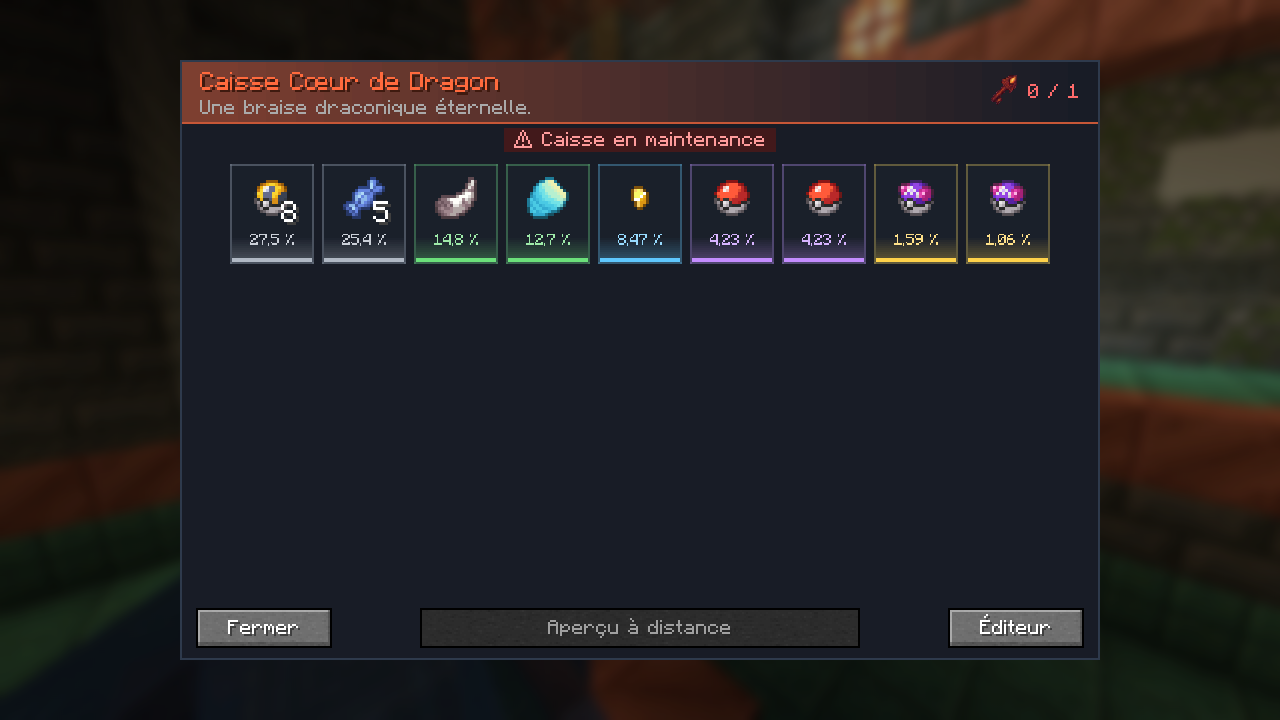 Caisse Cœur de Dragon
Une braise draconique éternelle.
0 / 1
⚠ Caisse en maintenance
8
5
27,5 %
25,4 %
14,8 %
12,7 %
8,47 %
4,23 %
4,23 %
1,59 %
1,06 %
Fermer
Aperçu à distance
Éditeur